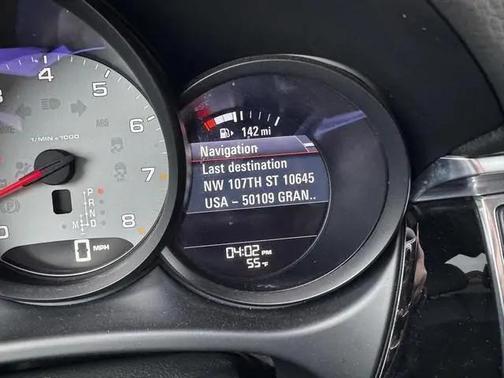 4
5
6
7
8
1/MIN x 1000
P
R
N
M D
0 MPH
142 mi
Navigation
Last destination
NW 107TH ST 10645
USA - 50109 GRAN..
04:02 PM
55°F